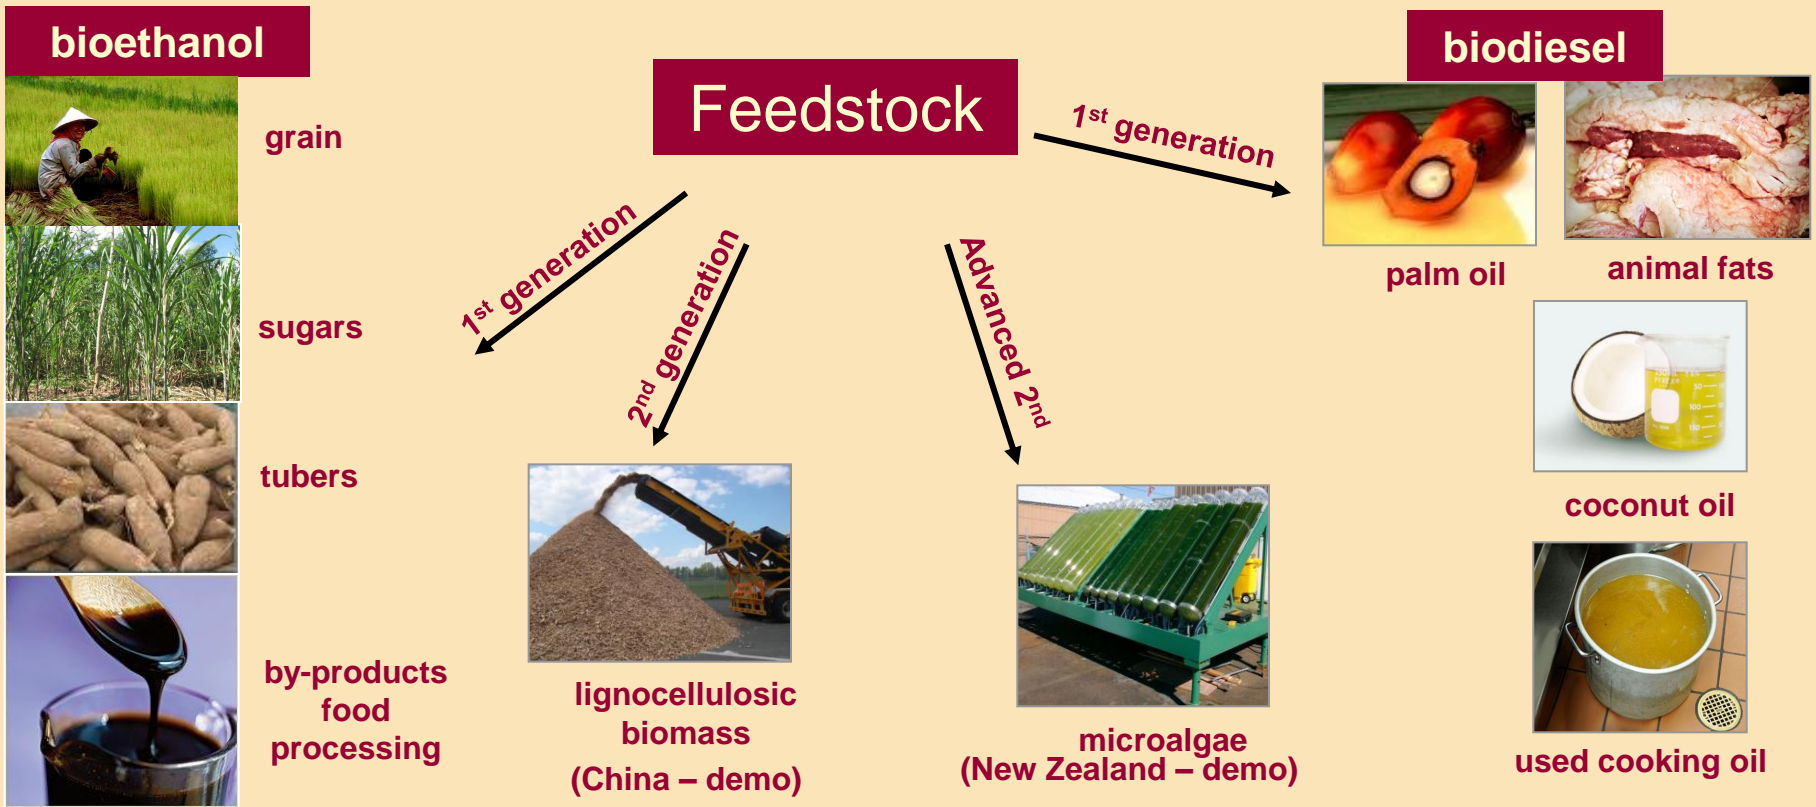 bioethanol
grain
sugars
tubers
by-products
food
processing
Feedstock
1st generation
2nd generation
Advanced 2nd
1st generation
lignocellulosic
biomass
(China – demo)
microalgae
(New Zealand – demo)
biodiesel
palm oil
animal fats
coconut oil
used cooking oil